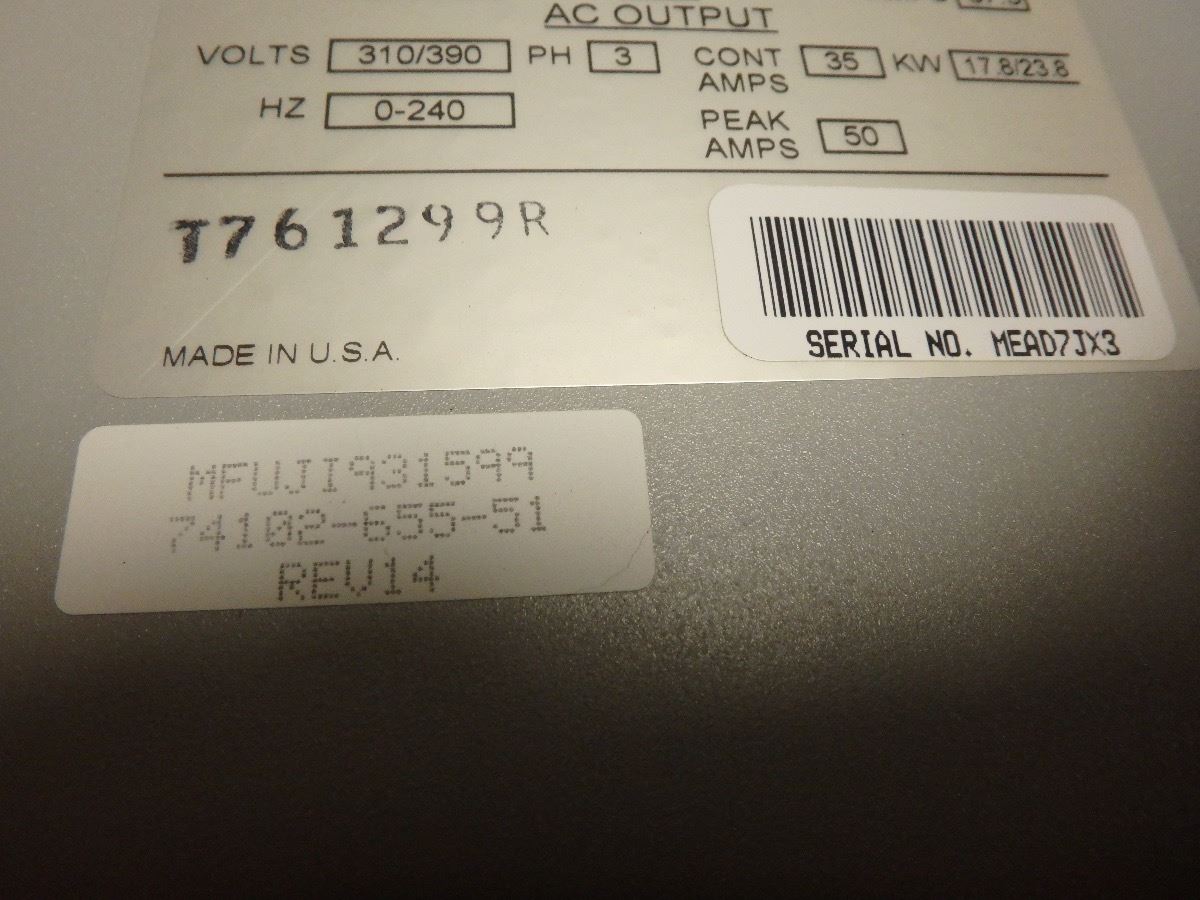 AC OUTPUT
VOLTS 310/390 PH 3 CONT AMPS 35 KW 17.8/23.8
HZ 0-240 PEAK AMPS 50
T761299R
SERIAL NO. MEAD7JX3
MADE IN U.S.A.
MFUJI931599
74102-655-51
REV14